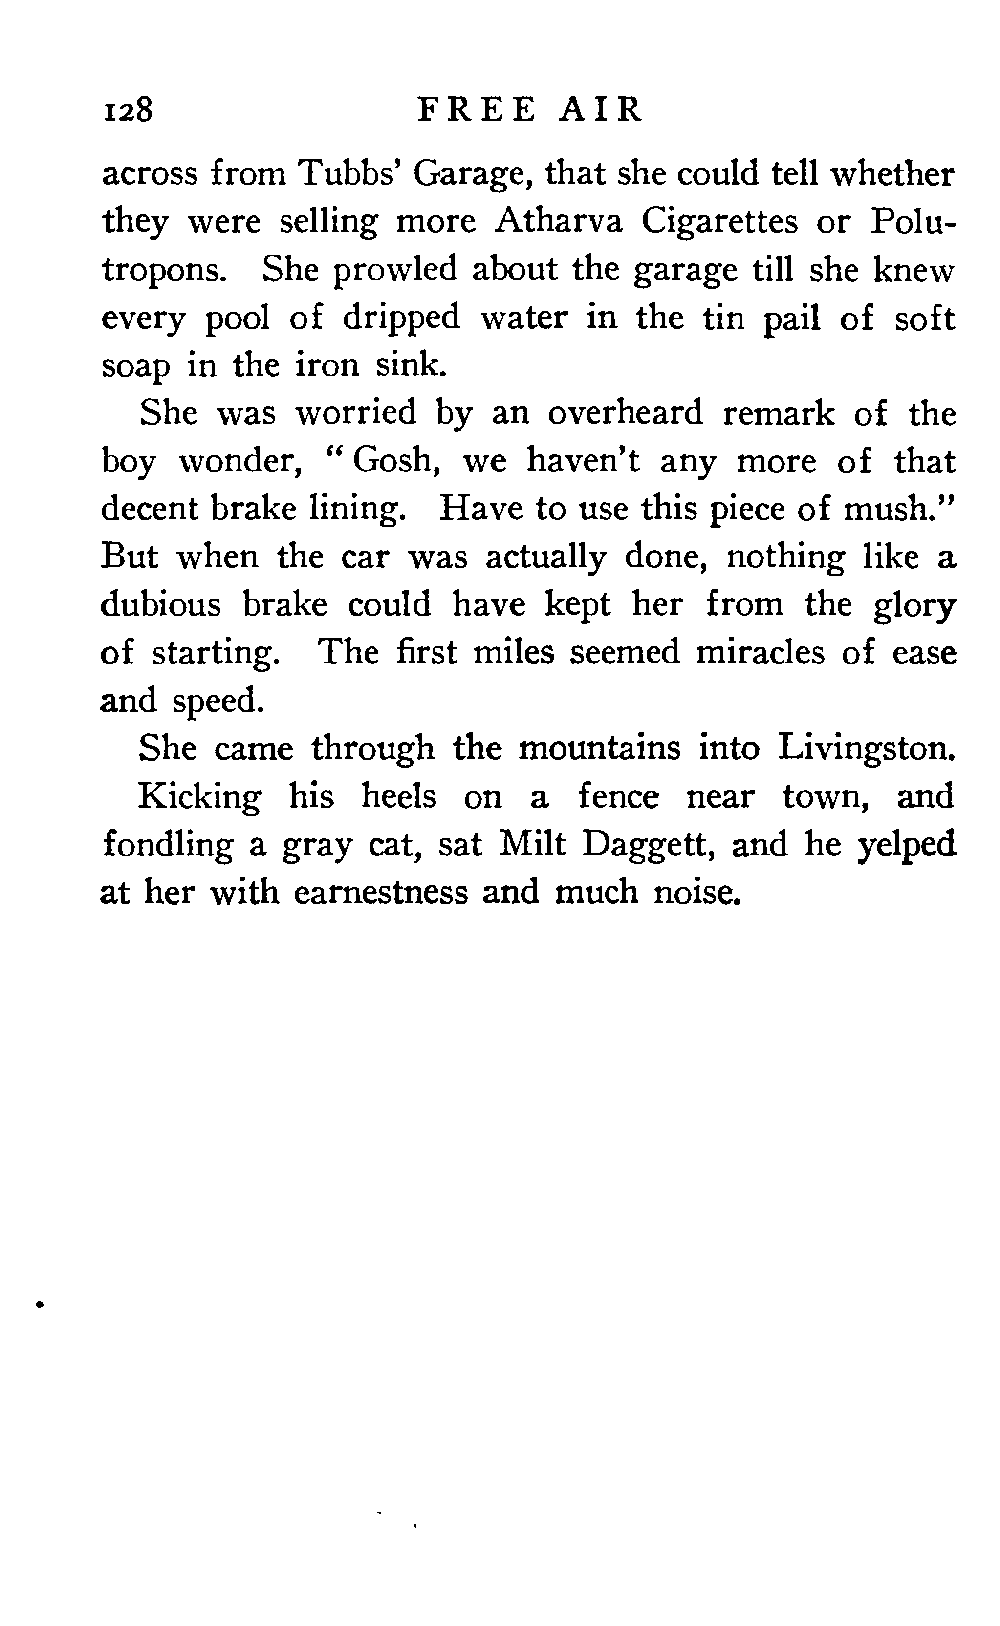 128 FREE AIR
across from Tubbs' Garage, that she could tell whether
they were selling more Atharva Cigarettes or Polu-
tropons. She prowled about the garage till she knew
every pool of dripped water in the tin pail of soft
soap in the iron sink.
She was worried by an overheard remark of the
boy wonder, " Gosh, we haven't any more of that
decent brake lining. Have to use this piece of mush."
But when the car was actually done, nothing like a
dubious brake could have kept her from the glory
of starting. The first miles seemed miracles of ease
and speed.
She came through the mountains into Livingston.
Kicking his heels on a fence near town, and
fondling a gray cat, sat Milt Daggett, and he yelped
at her with earnestness and much noise.